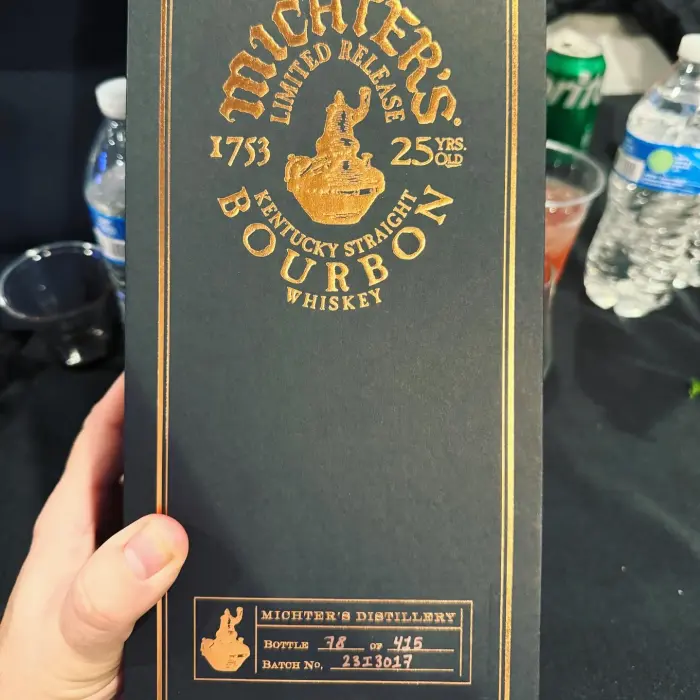 MICHTER'S.
LIMITED RELEASE
1753
25 YRS. OLD
KENTUCKY STRAIGHT
BOURBON
WHISKEY
MICHTER'S DISTILLERY
BOTTLE 78 OF 415
BATCH No. 23I3017